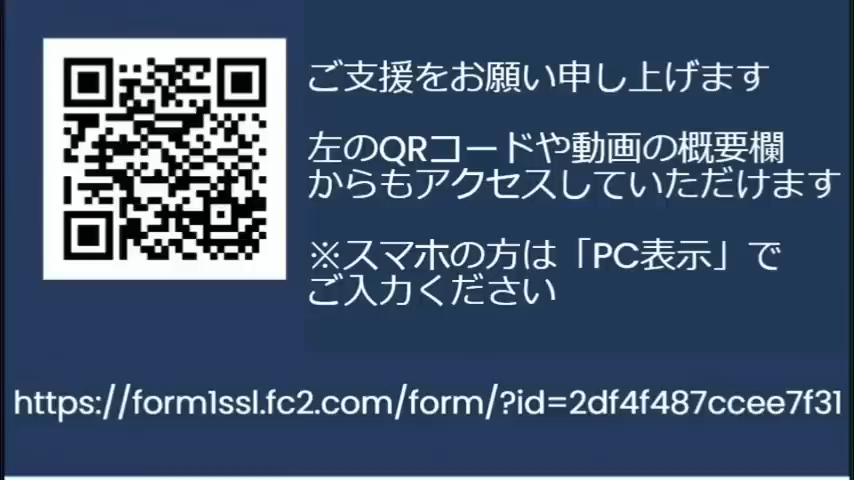 ご支援をお願い申し上げます
左のQRコードや動画の概要欄
からもアクセスしていただけます
※スマホの方は「PC表示」で
ご入力ください
https://form1ssl.fc2.com/form/?id=2df4f487ccee7f31